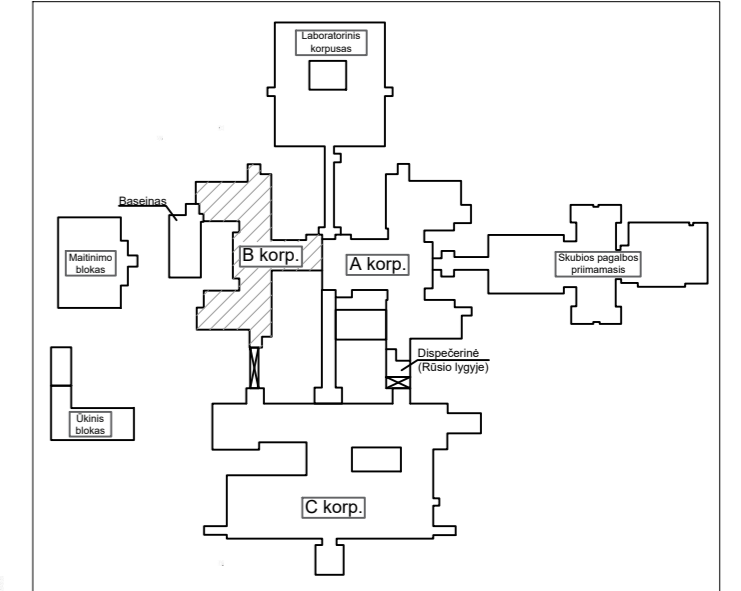 Laboratorinis
korpusas
Baseinas
Maitinimo
blokas
B korp.
A korp.
Skubios pagalbos
priimamasis
Dispečerinė
(Rūsio lygyje)
Ūkinis
blokas
C korp.